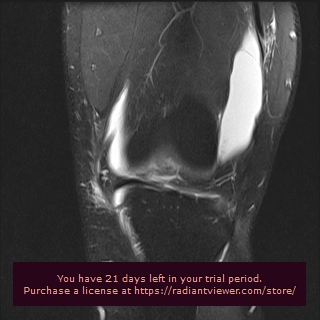 You have 21 days left in your trial period.
Purchase a license at https://radiantviewer.com/store/